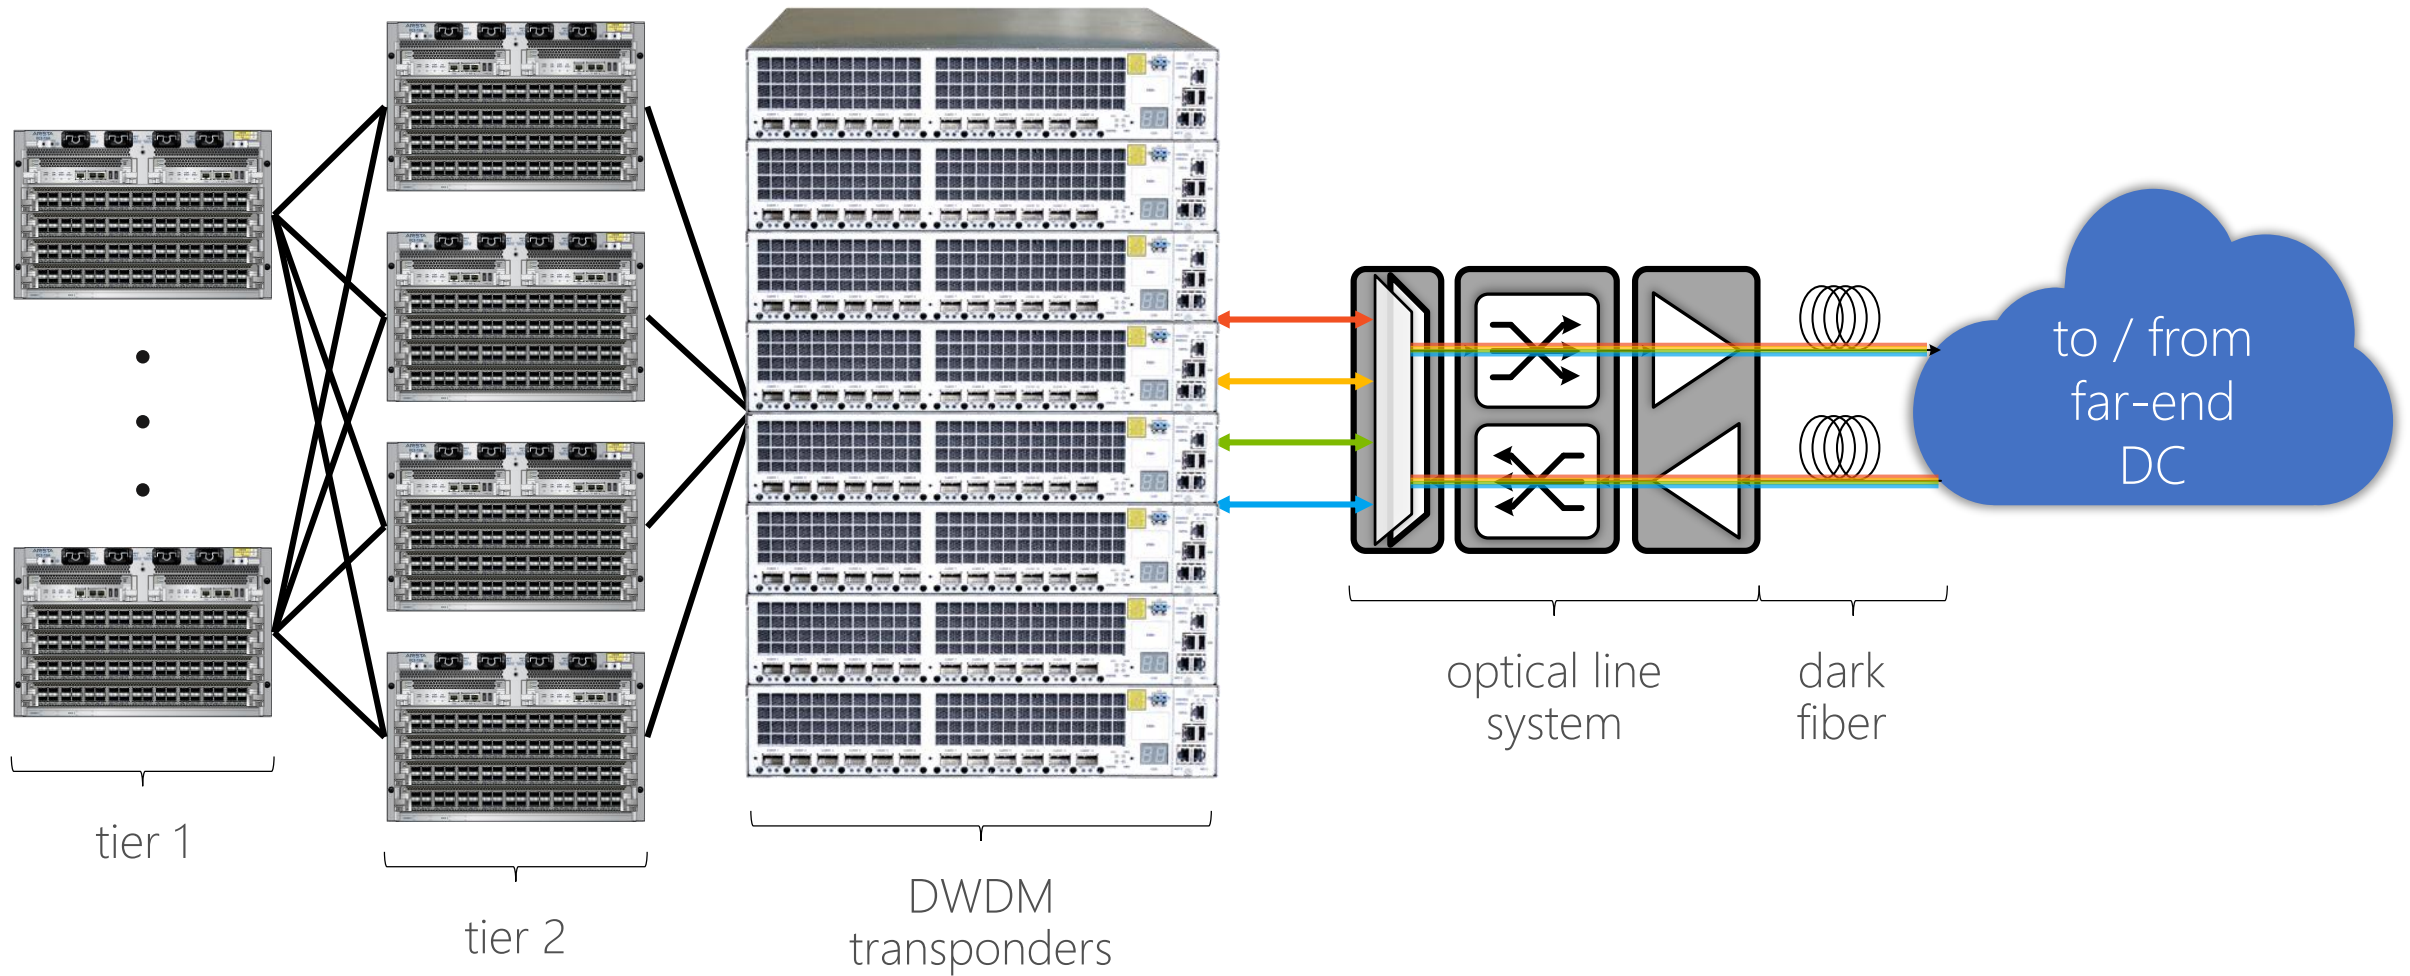 tier 1
tier 2
DWDM
transponders
optical line
system
dark
fiber
to / from
far-end
DC